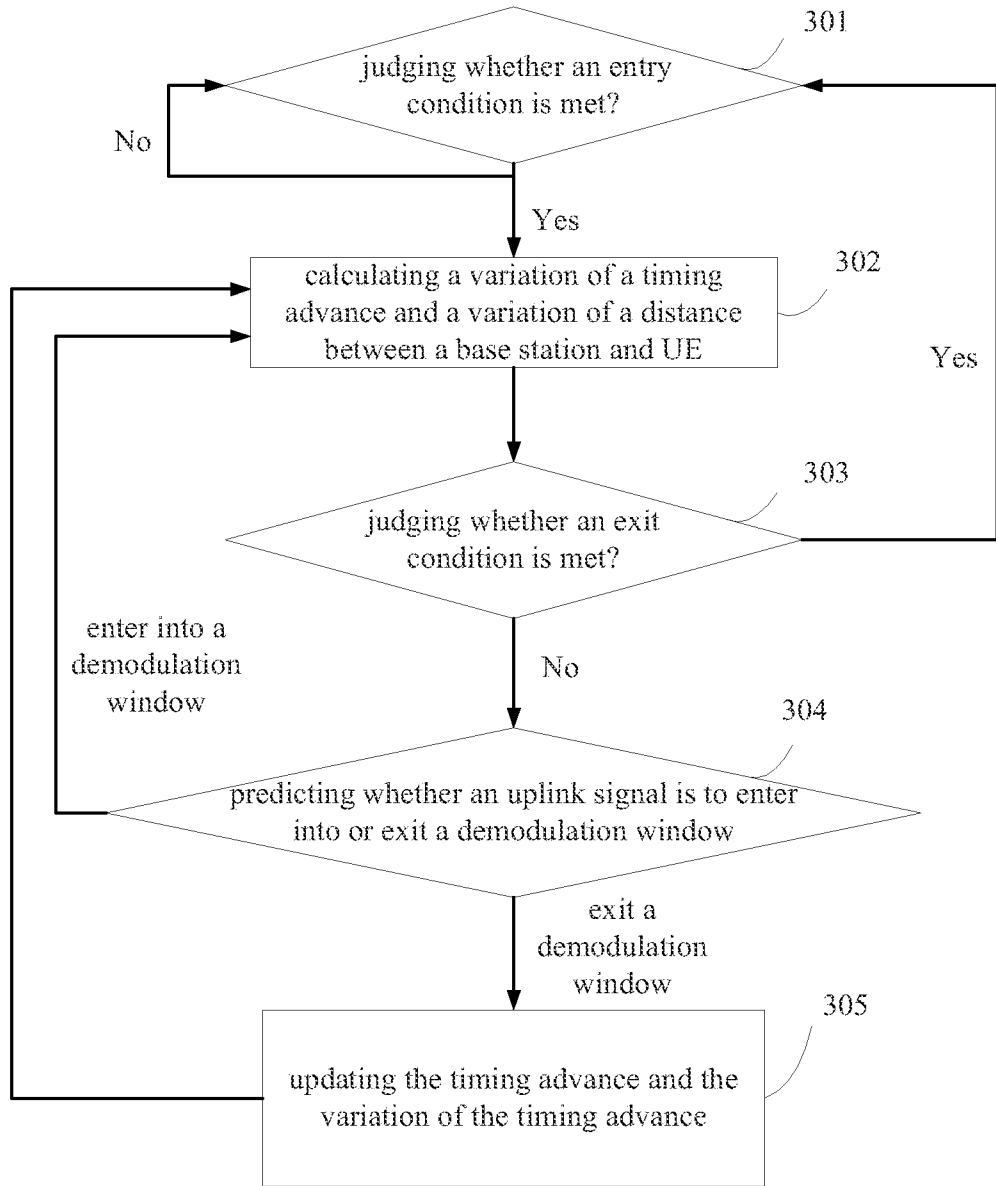 301
judging whether an entry
condition is met?
No
Yes
302
calculating a variation of a timing
advance and a variation of a distance
between a base station and UE
Yes
303
judging whether an exit
condition is met?
enter into a
demodulation
window
No
304
predicting whether an uplink signal is to enter
into or exit a demodulation window
exit a
demodulation
window
305
updating the timing advance and the
variation of the timing advance